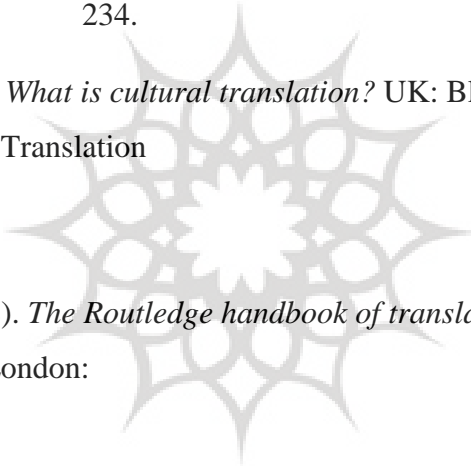 234.
What is cultural translation? UK: Bl
Translation
). The Routledge handbook of transla
ondon: